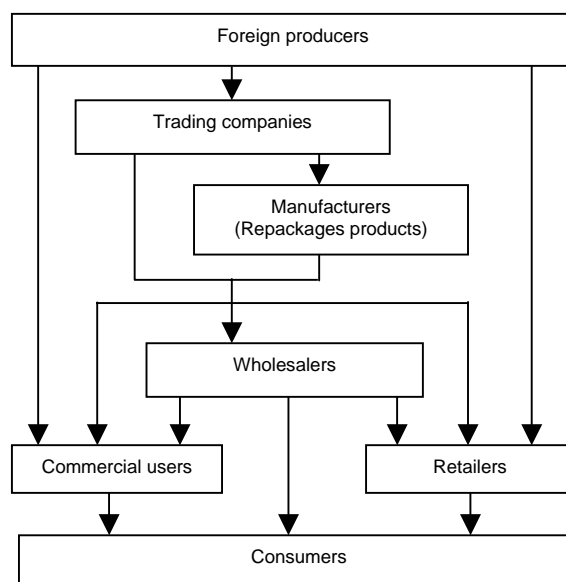 Foreign producers
Trading companies
Manufacturers
(Repackages products)
Wholesalers
Commercial users
Retailers
Consumers